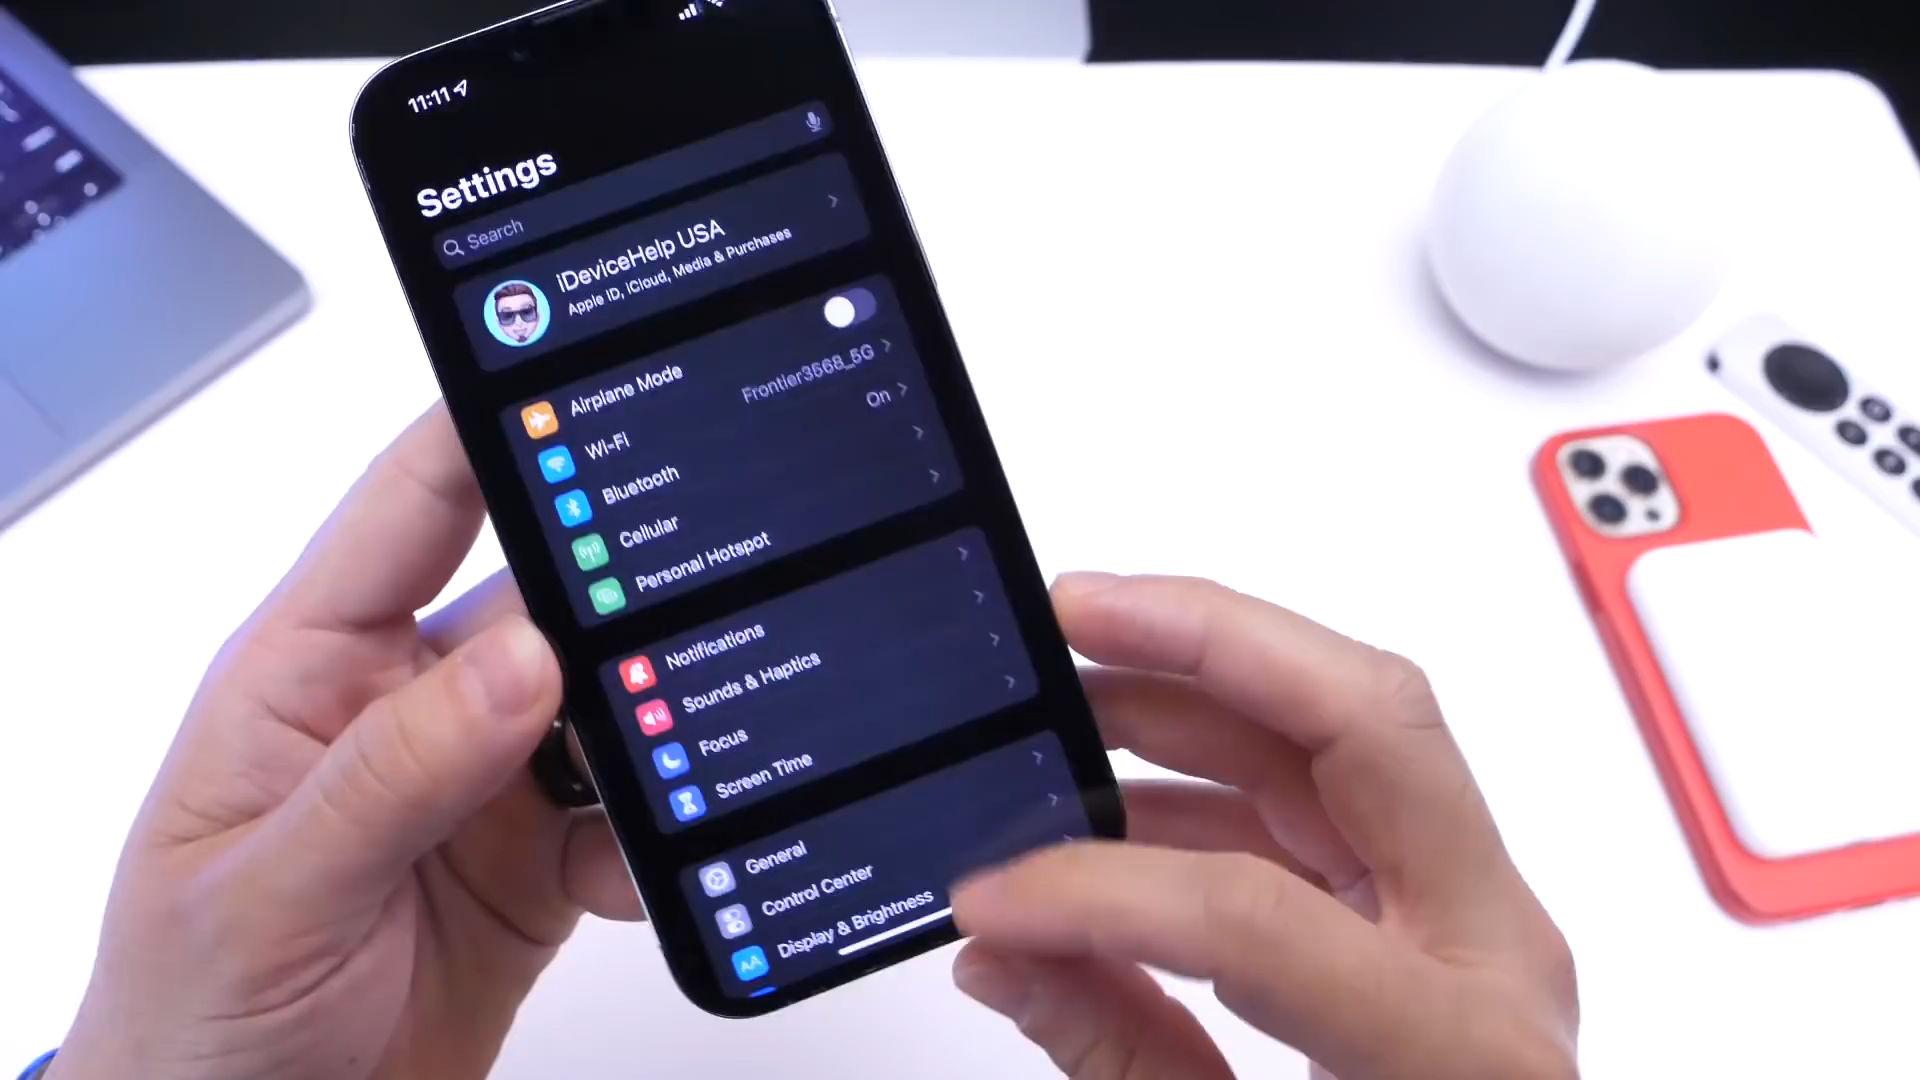 11:11
Settings
Search
iDeviceHelp USA
Apple ID, iCloud, Media & Purchases
Airplane Mode
Wi-Fi
Frontier3568_5G
Bluetooth
On
Cellular
Personal Hotspot
Notifications
Sounds & Haptics
Focus
Screen Time
General
Control Center
AA
Display & Brightness